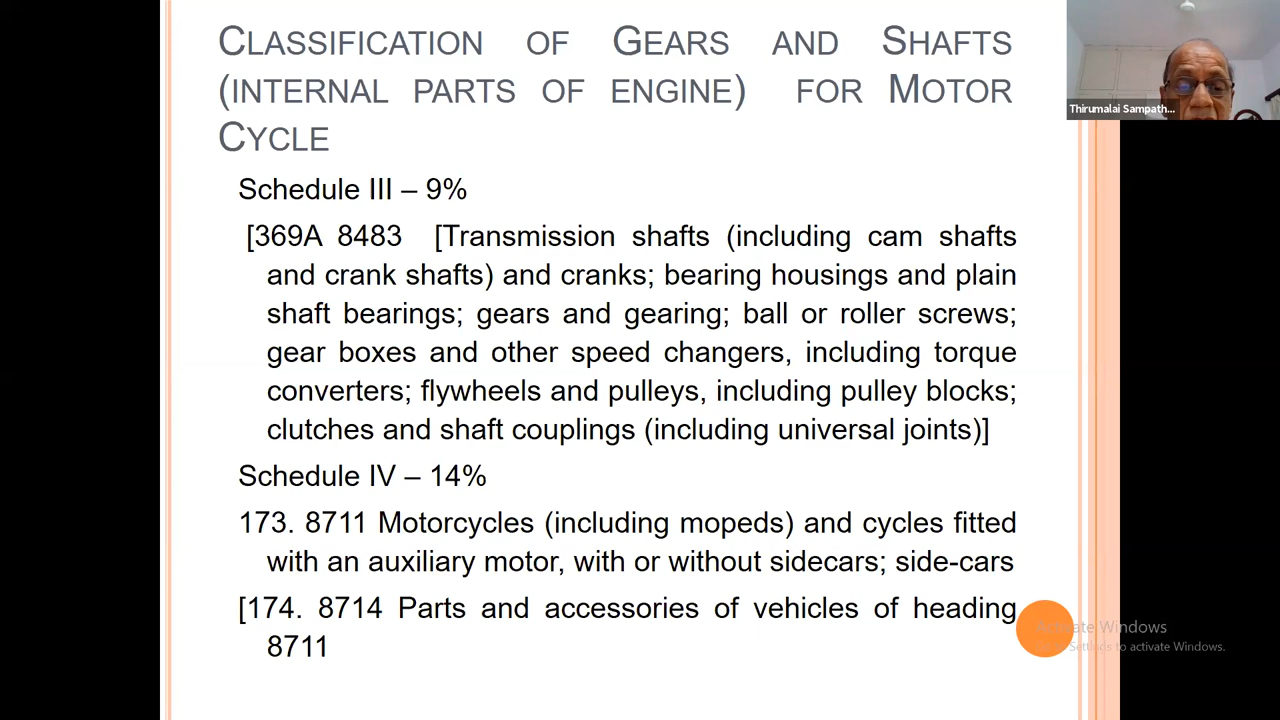 CLASSIFICATION OF GEARS AND SHAFTS
(INTERNAL PARTS OF ENGINE) FOR MOTOR
CYCLE
Thirumalai Sampath...
Schedule III – 9%
[369A 8483 [Transmission shafts (including cam shafts
and crank shafts) and cranks; bearing housings and plain
shaft bearings; gears and gearing; ball or roller screws;
gear boxes and other speed changers, including torque
converters; flywheels and pulleys, including pulley blocks;
clutches and shaft couplings (including universal joints)]
Schedule IV – 14%
173. 8711 Motorcycles (including mopeds) and cycles fitted
with an auxiliary motor, with or without sidecars; side-cars
[174. 8714 Parts and accessories of vehicles of heading
8711
Activate Windows
to activate Windows.